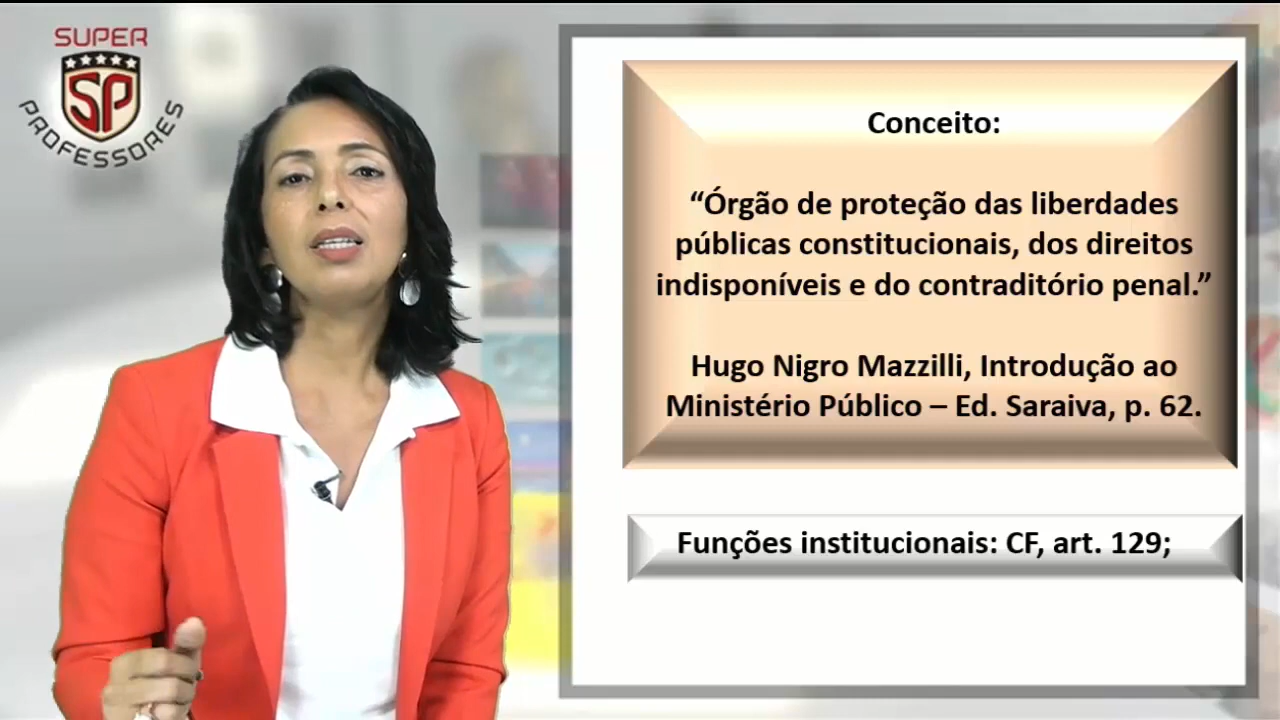 SUPER
SP
PROFESSORES
Conceito:
“Órgão de proteção das liberdades
públicas constitucionais, dos direitos
indisponíveis e do contraditório penal.”
Hugo Nigro Mazzilli, Introdução ao
Ministério Público – Ed. Saraiva, p. 62.
Funções institucionais: CF, art. 129;